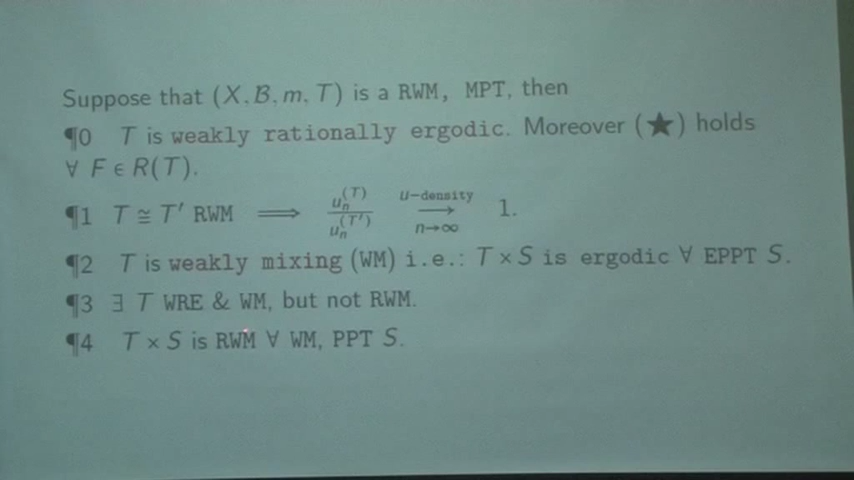 Suppose that (X, B, m, T) is a RWM, MPT, then
¶0 T is weakly rationally ergodic. Moreover (★) holds
∀ F ∈ R(T).
¶1 T ≅ T′ RWM ⟹ u_n^(T) / u_n^(T′) →(U-density, n→∞) 1.
¶2 T is weakly mixing (WM) i.e.: T × S is ergodic ∀ EPPT S.
¶3 ∃ T WRE & WM, but not RWM.
¶4 T × S is RWM ∀ WM, PPT S.